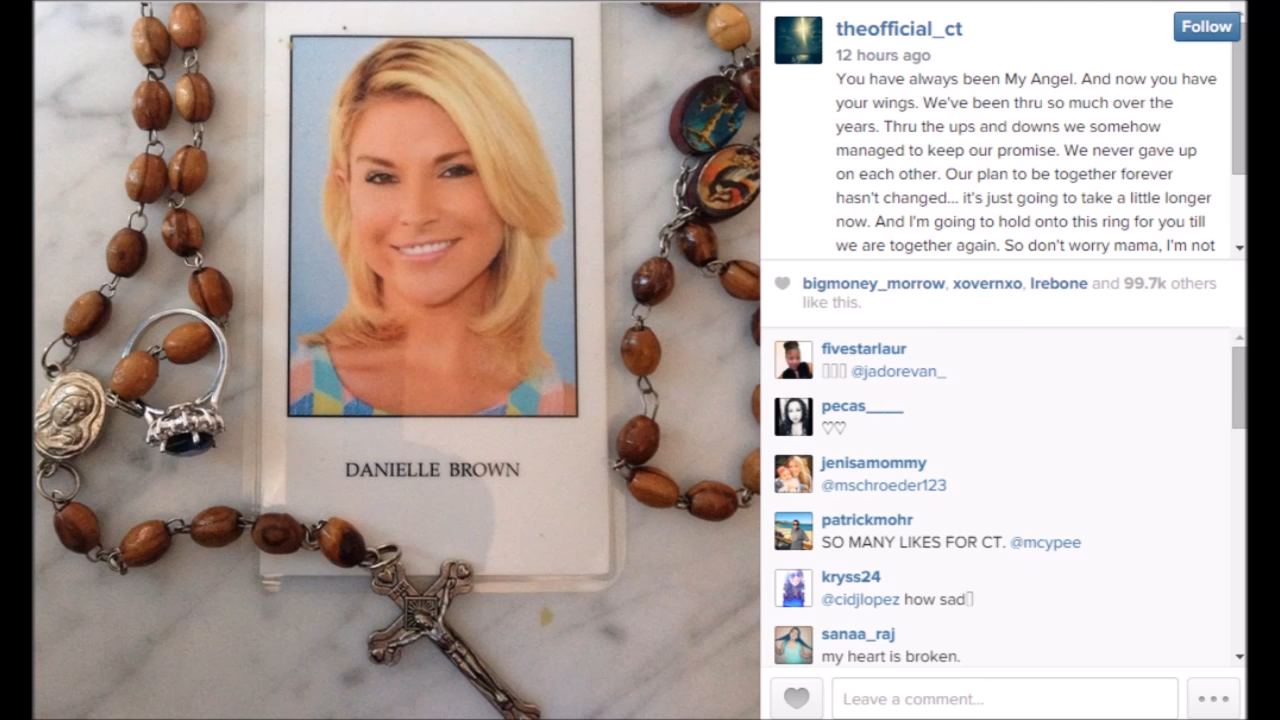 DANIELLE BROWN
theofficial_ct
Follow
12 hours ago
You have always been My Angel. And now you have
your wings. We've been thru so much over the
years. Thru the ups and downs we somehow
managed to keep our promise. We never gave up
on each other. Our plan to be together forever
hasn't changed... it's just going to take a little longer
now. And I'm going to hold onto this ring for you till
we are together again. So don't worry mama, I'm not
bigmoney_morrow, xovernxo, lrebone and 99.7k others
like this.
fivestarlaur
@jadorevan_
pecas____
♡♡
jenisamommy
@mschroeder123
patrickmohr
SO MANY LIKES FOR CT. @mcypee
kryss24
@cidjlopez how sad
sanaa_raj
my heart is broken.
Leave a comment...